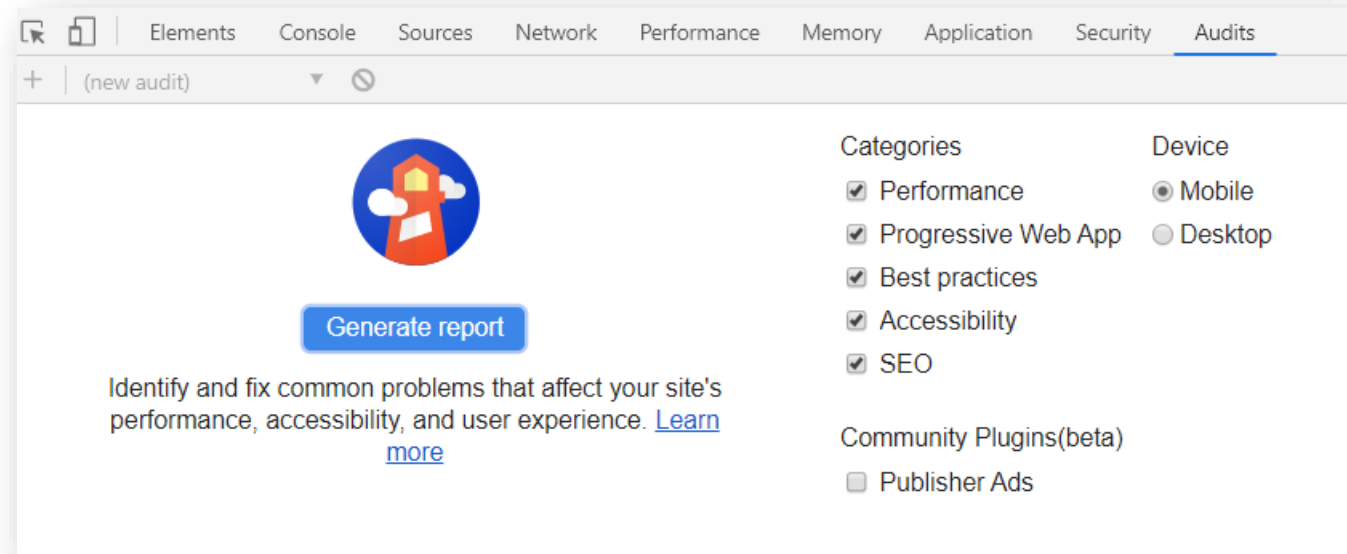 Elements Console Sources Network Performance Memory Application Security Audits
(new audit)
Categories
Performance
Progressive Web App
Best practices
Accessibility
SEO
Device
Mobile
Desktop
Generate report
Identify and fix common problems that affect your site's
performance, accessibility, and user experience. Learn
more
Community Plugins(beta)
Publisher Ads